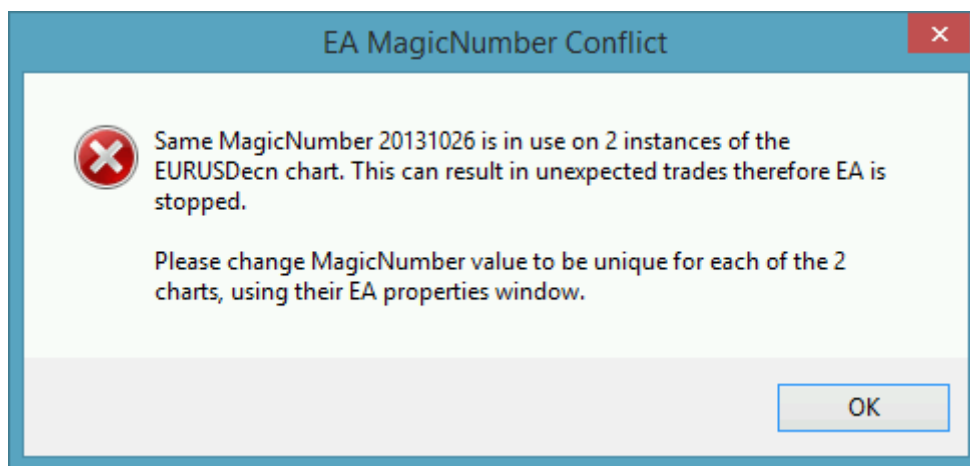 EA MagicNumber Conflict
Same MagicNumber 20131026 is in use on 2 instances of the
EURUSDecn chart. This can result in unexpected trades therefore EA is
stopped.
Please change MagicNumber value to be unique for each of the 2
charts, using their EA properties window.
OK